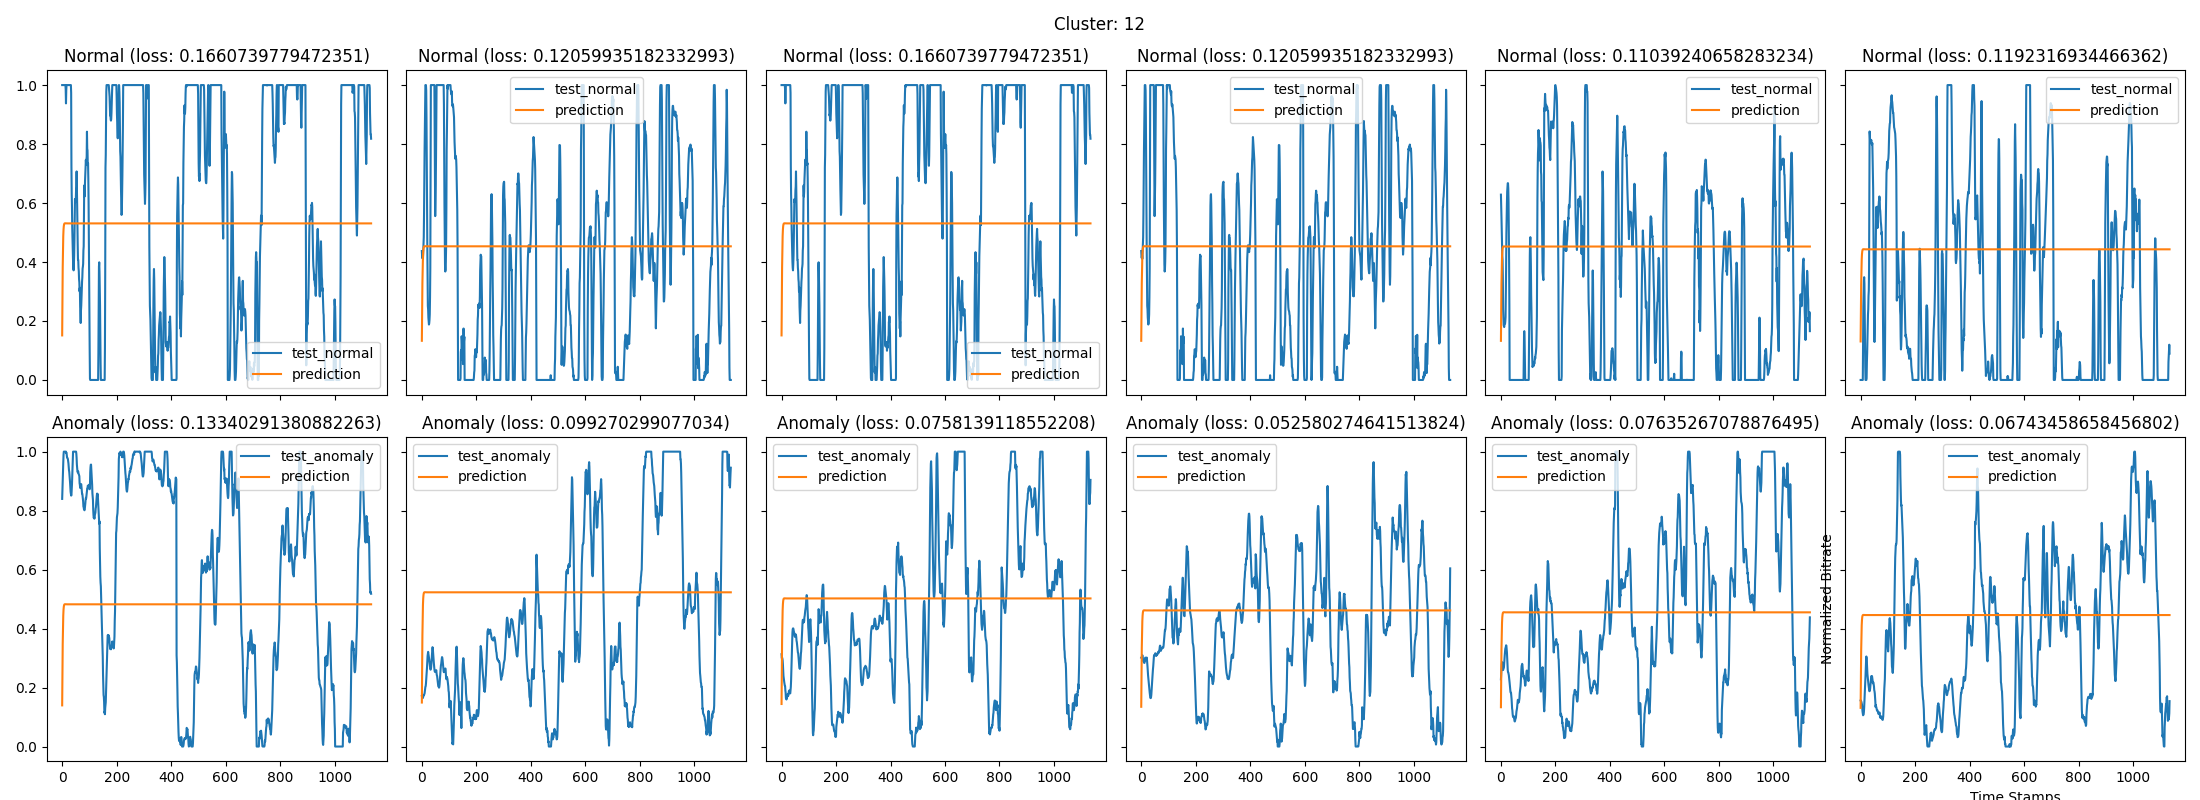 Cluster: 12
Normal (loss: 0.1660739779472351)
Normal (loss: 0.12059935182332993)
Normal (loss: 0.1660739779472351)
Normal (loss: 0.12059935182332993)
Normal (loss: 0.11039240658283234)
Normal (loss: 0.1192316934466362)
1.0
0.8
0.6
0.4
0.2
0.0
test_normal
prediction
test_normal
prediction
test_normal
prediction
test_normal
prediction
test_normal
prediction
test_normal
prediction
Anomaly (loss: 0.13340291380882263)
Anomaly (loss: 0.099270299077034)
Anomaly (loss: 0.0758139118552208)
Anomaly (loss: 0.052580274641513824)
Anomaly (loss: 0.07635267078876495)
Anomaly (loss: 0.06743458658456802)
1.0
0.8
0.6
0.4
0.2
0.0
test_anomaly
prediction
test_anomaly
prediction
test_anomaly
prediction
test_anomaly
prediction
test_anomaly
prediction
test_anomaly
prediction
Normalized Bitrate
0 200 400 600 800 1000
0 200 400 600 800 1000
0 200 400 600 800 1000
0 200 400 600 800 1000
0 200 400 600 800 1000
0 200 400 600 800 1000
Time Stamps